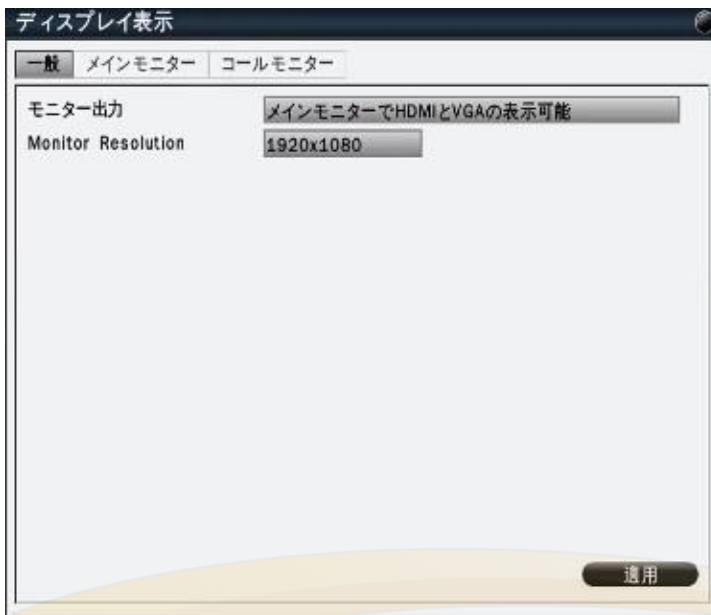 ディスプレイ表示
一般 メインモニター コールモニター
モニター出力 メインモニターでHDMIとVGAの表示可能
Monitor Resolution 1920x1080
適用